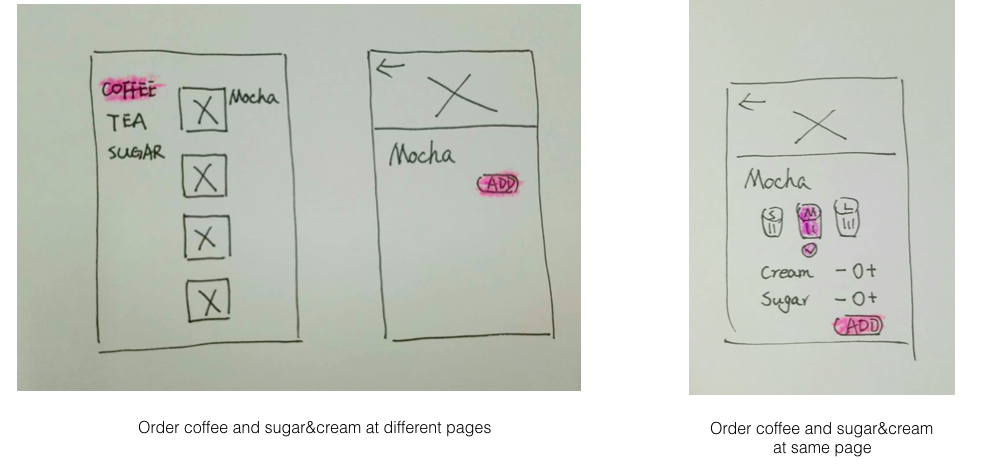 COFFEE
TEA
SUGAR
Mocha
Mocha
ADD
Order coffee and sugar&cream at different pages
Mocha
S M L
Cream - 0 +
Sugar - 0 +
ADD
Order coffee and sugar&cream
at same page